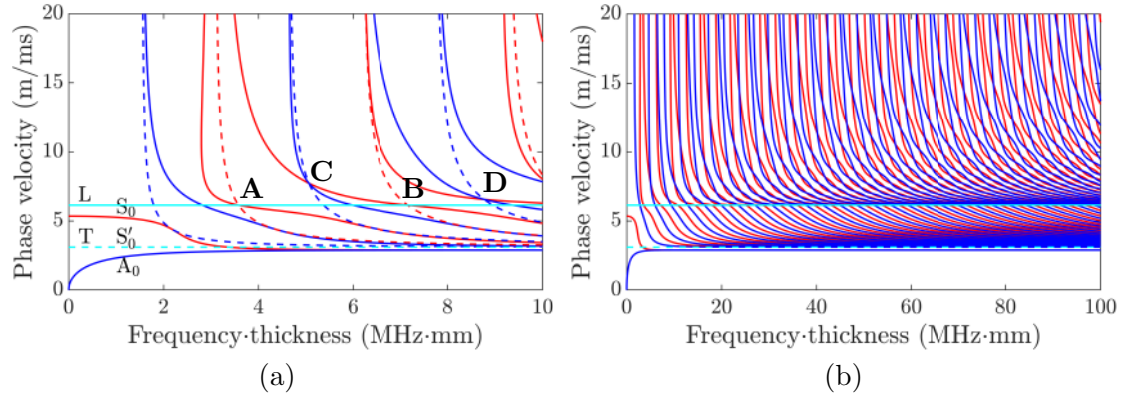 20
15
10
5
0
Phase velocity (m/ms)
A
B
C
D
L
S₀
T
S′₀
A₀
0 2 4 6 8 10
Frequency·thickness (MHz·mm)
(a)
20
15
10
5
0
Phase velocity (m/ms)
0 20 40 60 80 100
Frequency·thickness (MHz·mm)
(b)